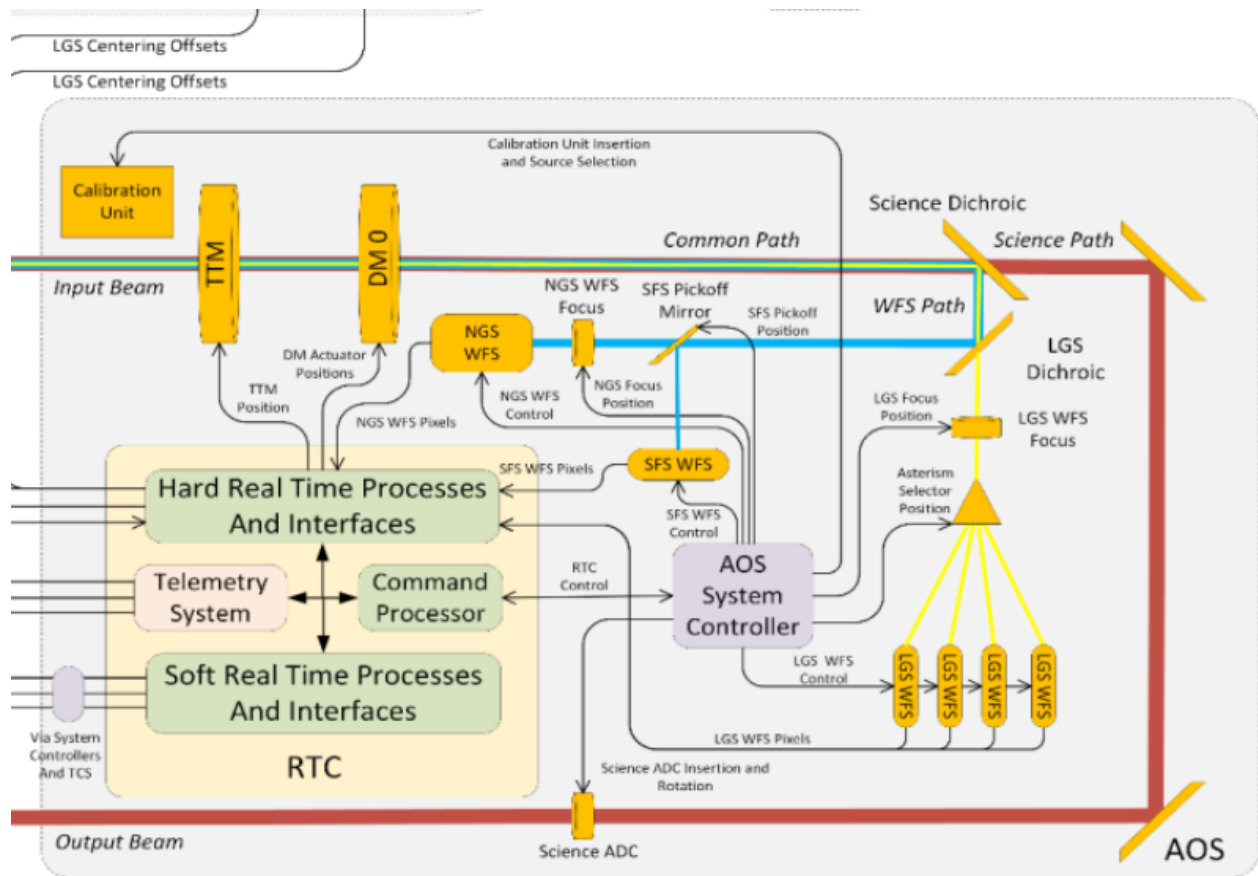 LGS Centering Offsets
LGS Centering Offsets
Calibration Unit Insertion
and Source Selection
Calibration
Unit
TTM
DM 0
Science Dichroic
Common Path
Science Path
Input Beam
NGS WFS
Focus
SFS Pickoff
Mirror
SFS Pickoff
Position
WFS Path
NGS
WFS
LGS
Dichroic
DM Actuator
Positions
TTM
Position
NGS WFS Pixels
NGS WFS
Control
NGS Focus
Position
LGS Focus
Position
LGS WFS
Focus
SFS WFS Pixels
SFS WFS
Asterism
Selector
Position
Hard Real Time Processes
And Interfaces
SFS WFS
Control
Telemetry
System
Command
Processor
RTC
Control
AOS
System
Controller
Soft Real Time Processes
And Interfaces
LGS WFS
Control
LGS WFS
LGS WFS
LGS WFS
LGS WFS
Via System
Controllers
And TCS
RTC
LGS WFS Pixels
Science ADC Insertion and
Rotation
Output Beam
Science ADC
AOS